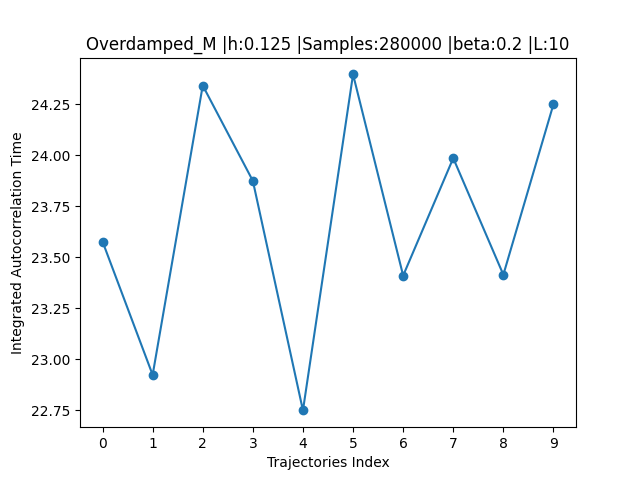 Overdamped_M |h:0.125 |Samples:280000 |beta:0.2 |L:10
Integrated Autocorrelation Time
24.25
24.00
23.75
23.50
23.25
23.00
22.75
0 1 2 3 4 5 6 7 8 9
Trajectories Index